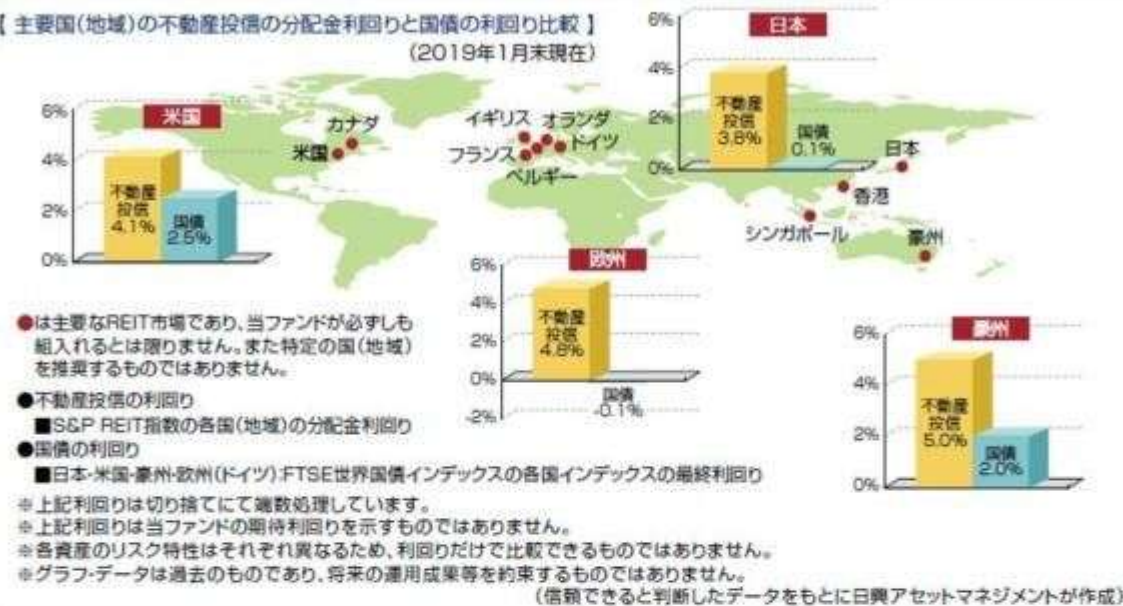 【 主要国(地域)の不動産投信の分配金利回りと国債の利回り比較 】
(2019年1月末現在)
米国
6%
4%
2%
0%
不動産
投信
4.1%
国債
2.5%
カナダ
米国
イギリス
オランダ
フランス
ドイツ
ベルギー
日本
6%
4%
2%
0%
不動産
投信
3.8%
国債
0.1%
日本
香港
シンガポール
豪州
欧州
6%
4%
2%
0%
-2%
不動産
投信
4.8%
国債
-0.1%
豪州
6%
4%
2%
0%
不動産
投信
5.0%
国債
2.0%
●は主要なREIT市場であり、当ファンドが必ずしも
組入れるとは限りません。また特定の国(地域)
を推奨するものではありません。
●不動産投信の利回り
■S&P REIT指数の各国(地域)の分配金利回り
●国債の利回り
■日本・米国・豪州・欧州(ドイツ):FTSE世界国債インデックスの各国インデックスの最終利回り
※上記利回りは切り捨てにて端数処理しています。
※上記利回りは当ファンドの期待利回りを示すものではありません。
※各資産のリスク特性はそれぞれ異なるため、利回りだけで比較できるものではありません。
※グラフ・データは過去のものであり、将来の運用成果等を約束するものではありません。
(信頼できると判断したデータをもとに日興アセットマネジメントが作成)